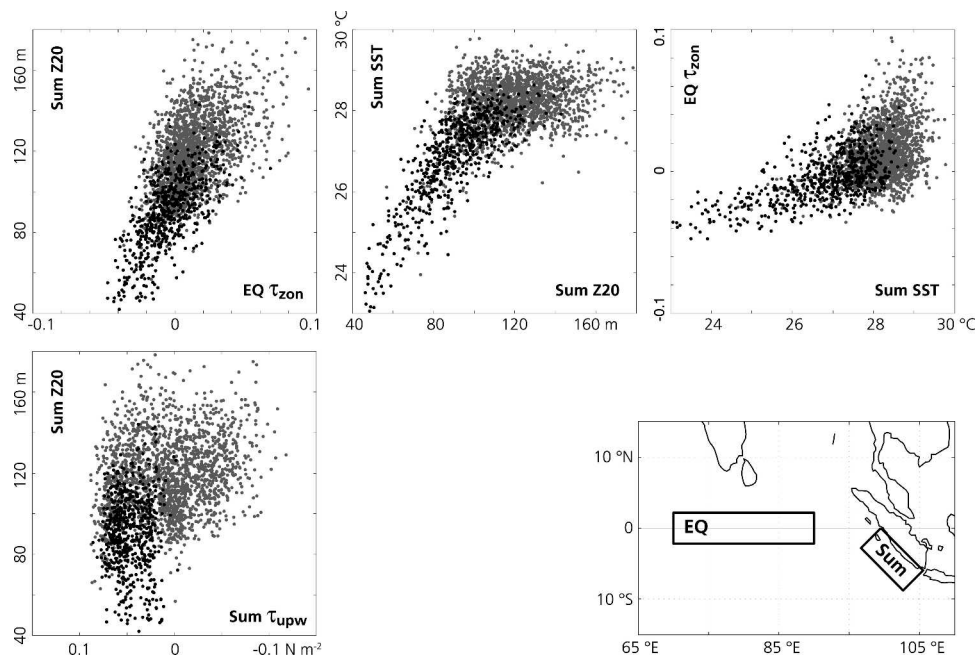 160 m
120
80
40
Sum Z20
EQ τzon
-0.1
0
0.1
30 °C
28
26
24
Sum SST
Sum Z20
40
80
120
160 m
0.1
0
-0.1
EQ τzon
Sum SST
24
26
28
30 °C
160 m
120
80
40
Sum Z20
Sum τupw
0.1
0
-0.1 N m-2
10 °N
0
10 °S
EQ
Sum
65 °E
85 °E
105 °E